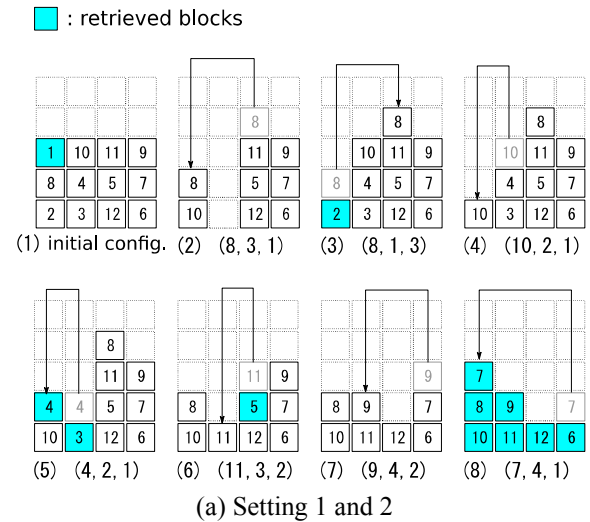 : retrieved blocks
8 8 8
1 10 11 9 11 9 10 11 9 10 11 9
8 4 5 7 8 5 7 8 4 5 7 4 5 7
2 3 12 6 10 12 6 2 3 12 6 10 3 12 6
(1) initial config. (2) (8, 3, 1) (3) (8, 1, 3) (4) (10, 2, 1)
8
11 9 11 9 9 7
4 4 5 7 8 5 7 8 9 7 8 9 7
10 3 12 6 10 11 12 6 10 11 12 6 10 11 12 6
(5) (4, 2, 1) (6) (11, 3, 2) (7) (9, 4, 2) (8) (7, 4, 1)
(a) Setting 1 and 2